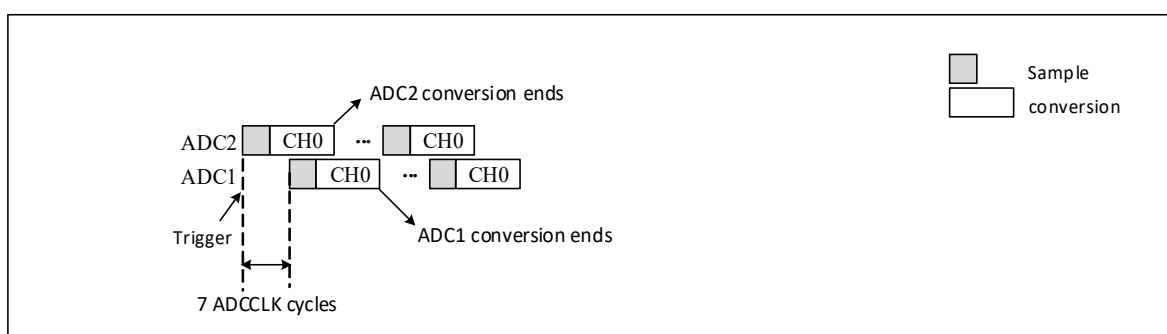 Sample
conversion
ADC2 conversion ends
ADC2 CH0 ... CH0
ADC1 CH0 ... CH0
Trigger
ADC1 conversion ends
7 ADCCLK cycles